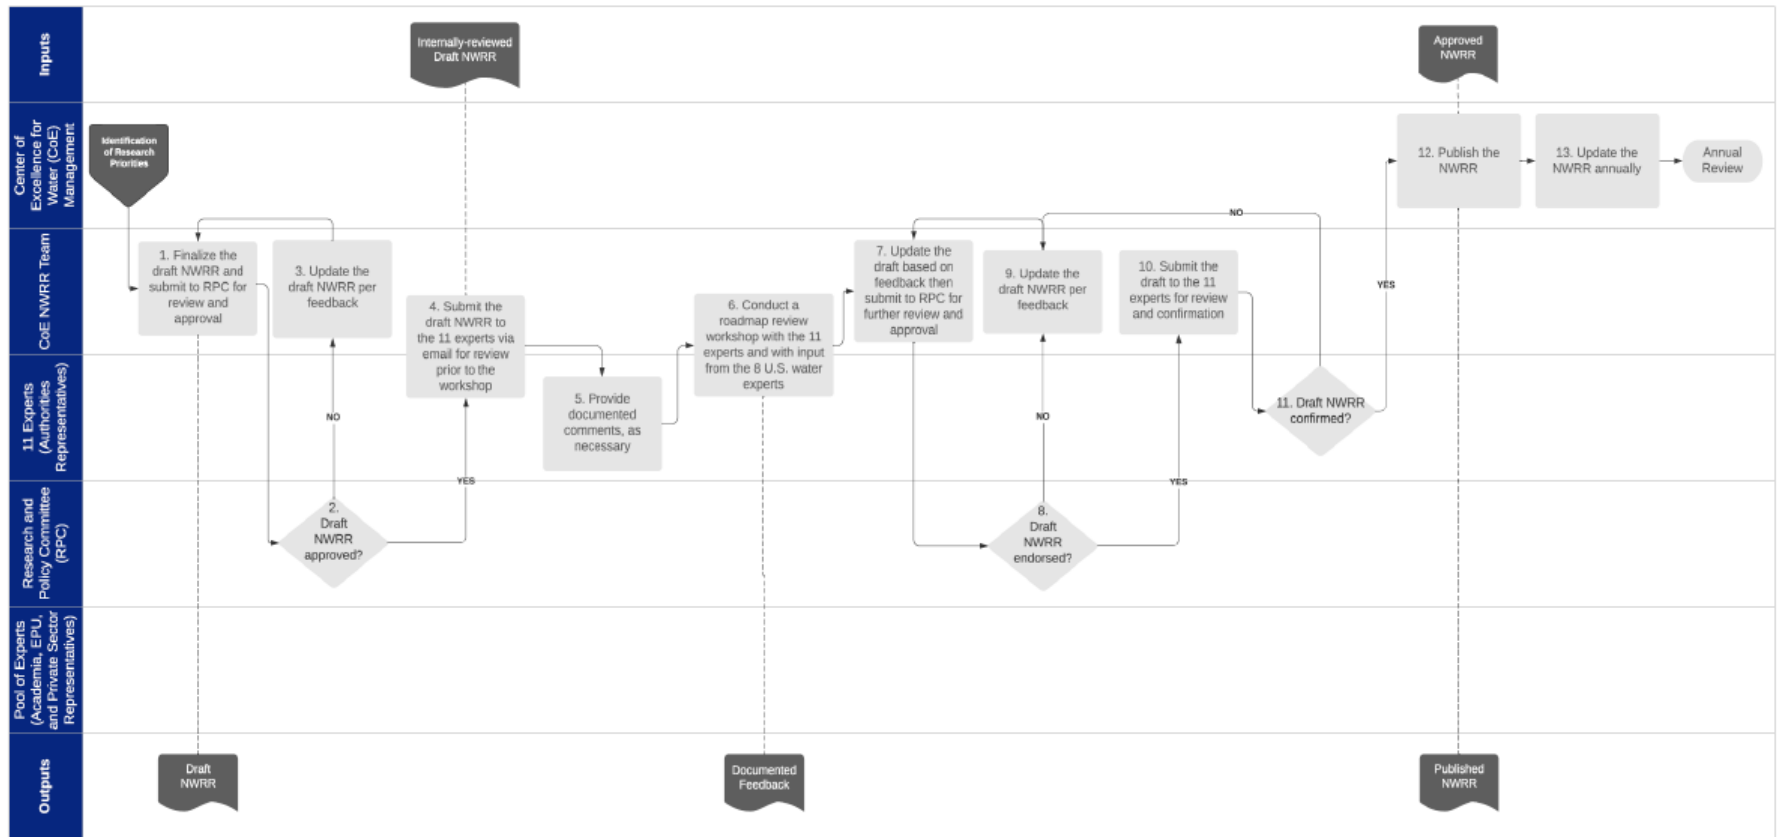 Inputs
Internally-reviewed
Draft NWRR
Approved
NWRR
Center of
Excellence for
Water (CoE)
Management
Identification
of Research
Priorities
12. Publish the
NWRR
13. Update the
NWRR annually
Annual
Review
NO
CoE NWRR Team
1. Finalize the
draft NWRR and
submit to RPC for
review and
approval
3. Update the
draft NWRR per
feedback
4. Submit the
draft NWRR to
the 11 experts via
email for review
prior to the
workshop
6. Conduct a
roadmap review
workshop with the 11
experts and with input
from the 8 U.S. water
experts
7. Update the
draft based on
feedback then
submit to RPC for
further review and
approval
9. Update the
draft NWRR per
feedback
10. Submit the
draft to the 11
experts for review
and confirmation
YES
11 Experts
(Authorities
Representatives)
NO
5. Provide
documented
comments, as
necessary
NO
11. Draft NWRR
confirmed?
YES
YES
Research and
Policy Committee
(RPC)
2.
Draft
NWRR
approved?
8.
Draft
NWRR
endorsed?
Pool of Experts
(Academia, EPU,
and Private Sector
Representatives)
Outputs
Draft
NWRR
Documented
Feedback
Published
NWRR